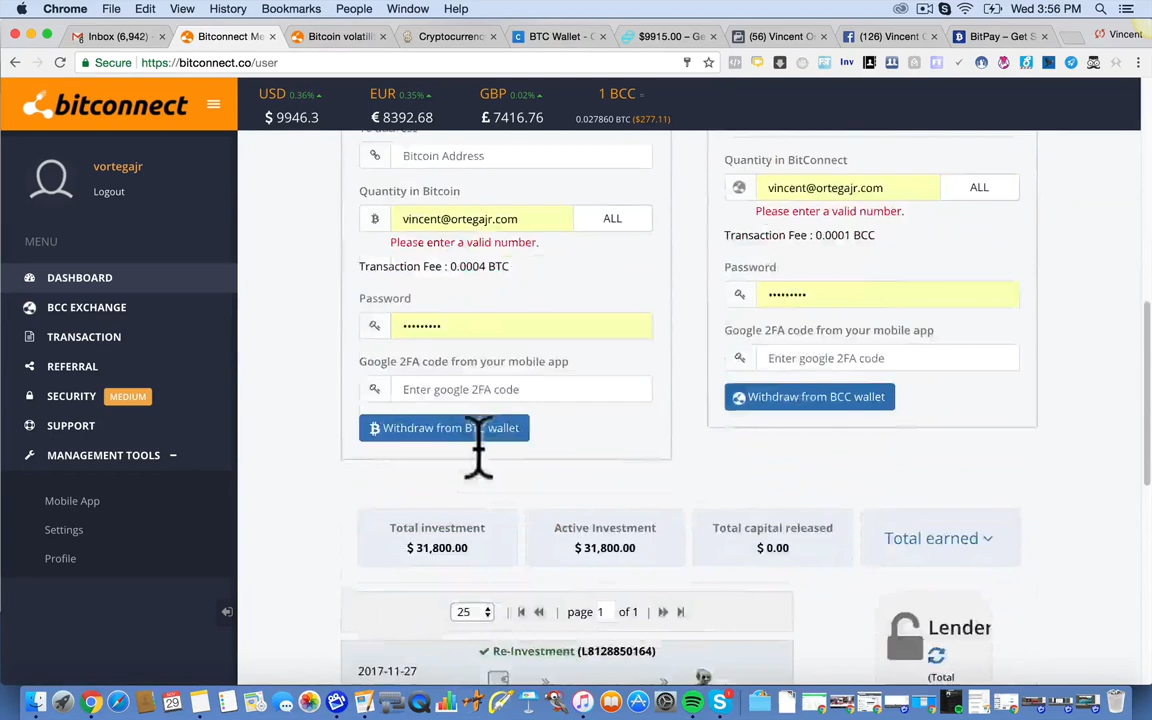 Chrome File Edit View History Bookmarks People Window Help Wed 3:56 PM
Inbox (6,942) Bitconnect Me Bitcoin volatili Cryptocurrenc BTC Wallet - C $9915.00 – Ge (56) Vincent O (126) Vincent BitPay – Get S Vincent
Secure https://bitconnect.co/user Inv
bitconnect
USD 0.36% EUR 0.35% GBP 0.02% 1 BCC =
$ 9946.3 € 8392.68 £ 7416.76 0.027860 BTC ($277.11)
vortegajr
Logout
MENU
DASHBOARD
BCC EXCHANGE
TRANSACTION
REFERRAL
SECURITY MEDIUM
SUPPORT
MANAGEMENT TOOLS
Mobile App
Settings
Profile
Bitcoin Address
Quantity in Bitcoin
vincent@ortegajr.com ALL
Please enter a valid number.
Transaction Fee : 0.0004 BTC
Password
•••••••••
Google 2FA code from your mobile app
Enter google 2FA code
Withdraw from BTC wallet
Quantity in BitConnect
vincent@ortegajr.com ALL
Please enter a valid number.
Transaction Fee : 0.0001 BCC
Password
•••••••••
Google 2FA code from your mobile app
Enter google 2FA code
Withdraw from BCC wallet
Total investment
$ 31,800.00
Active Investment
$ 31,800.00
Total capital released
$ 0.00
Total earned
25 page 1 of 1
Re-Investment (L8128850164)
2017-11-27
Lender
(Total